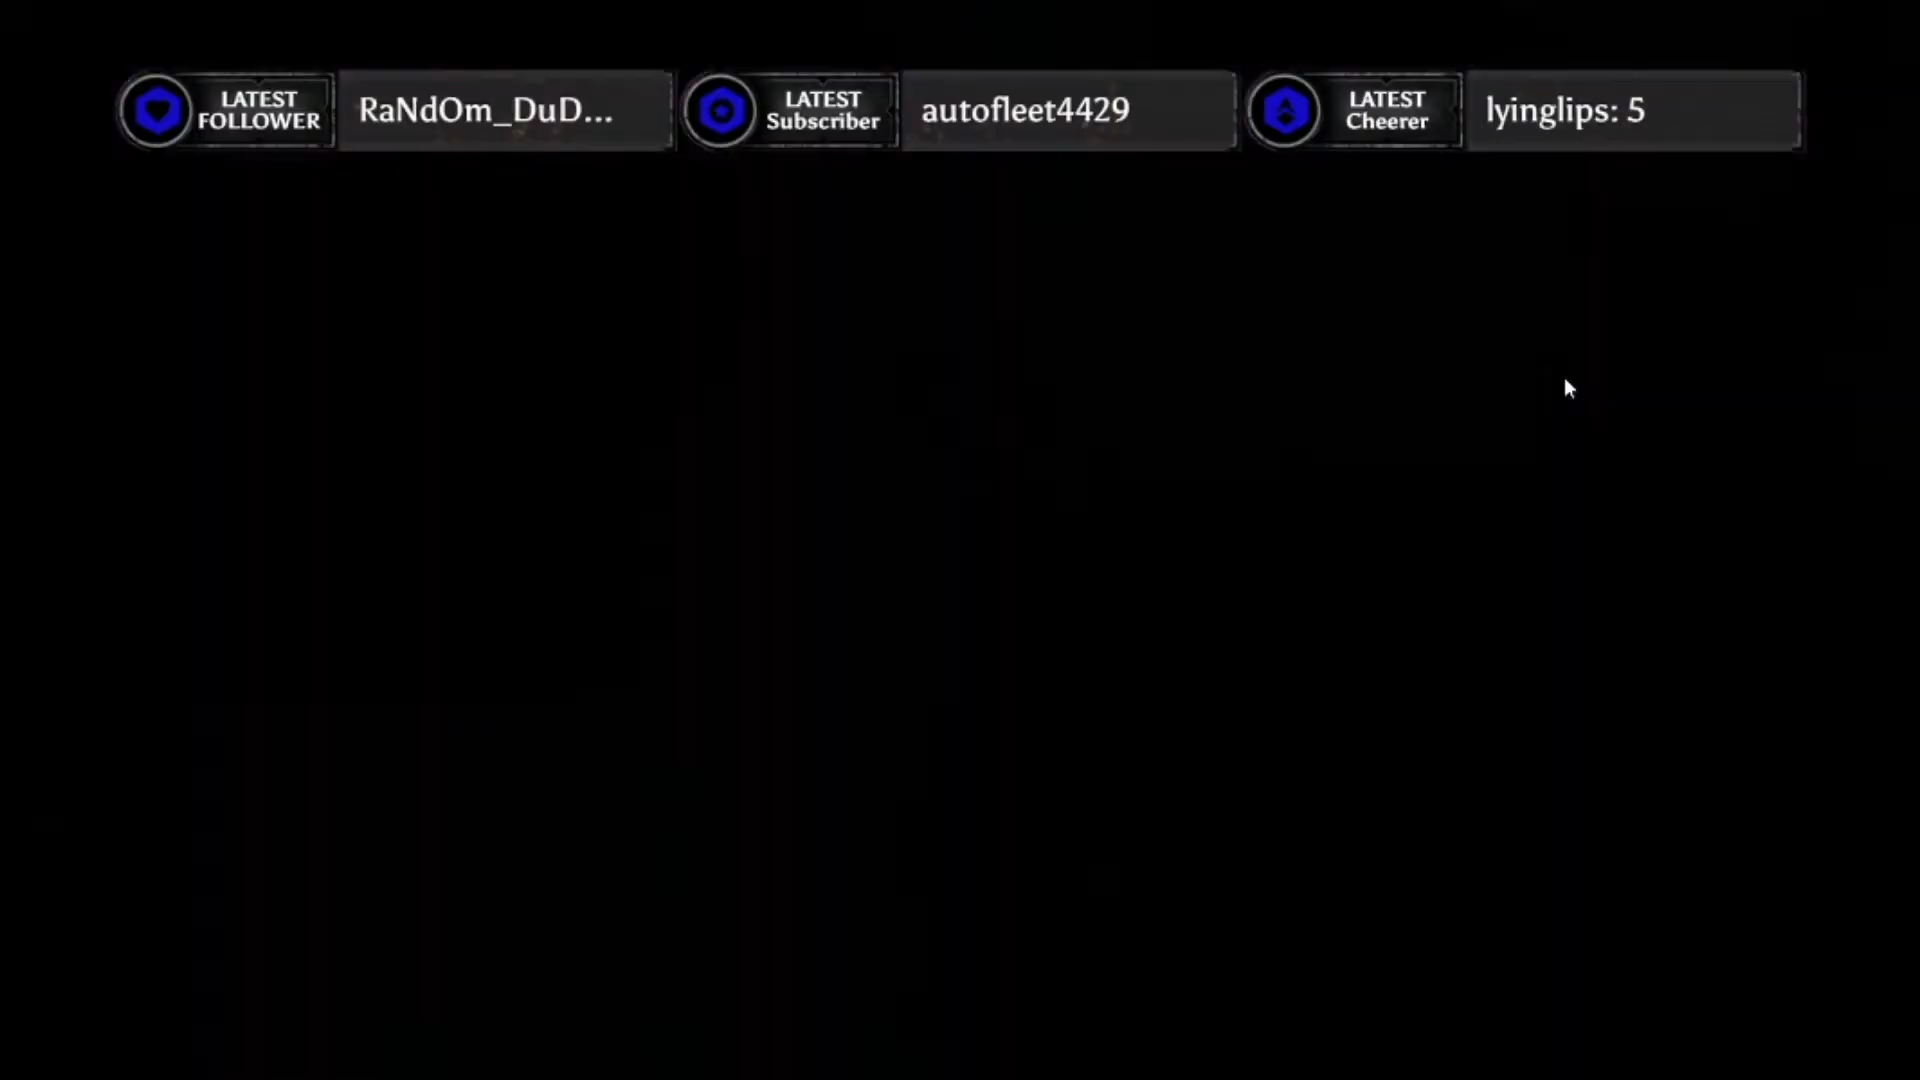 LATEST
FOLLOWER
RaNdOm_DuD...
LATEST
Subscriber
autofleet4429
LATEST
Cheerer
lyinglips: 5